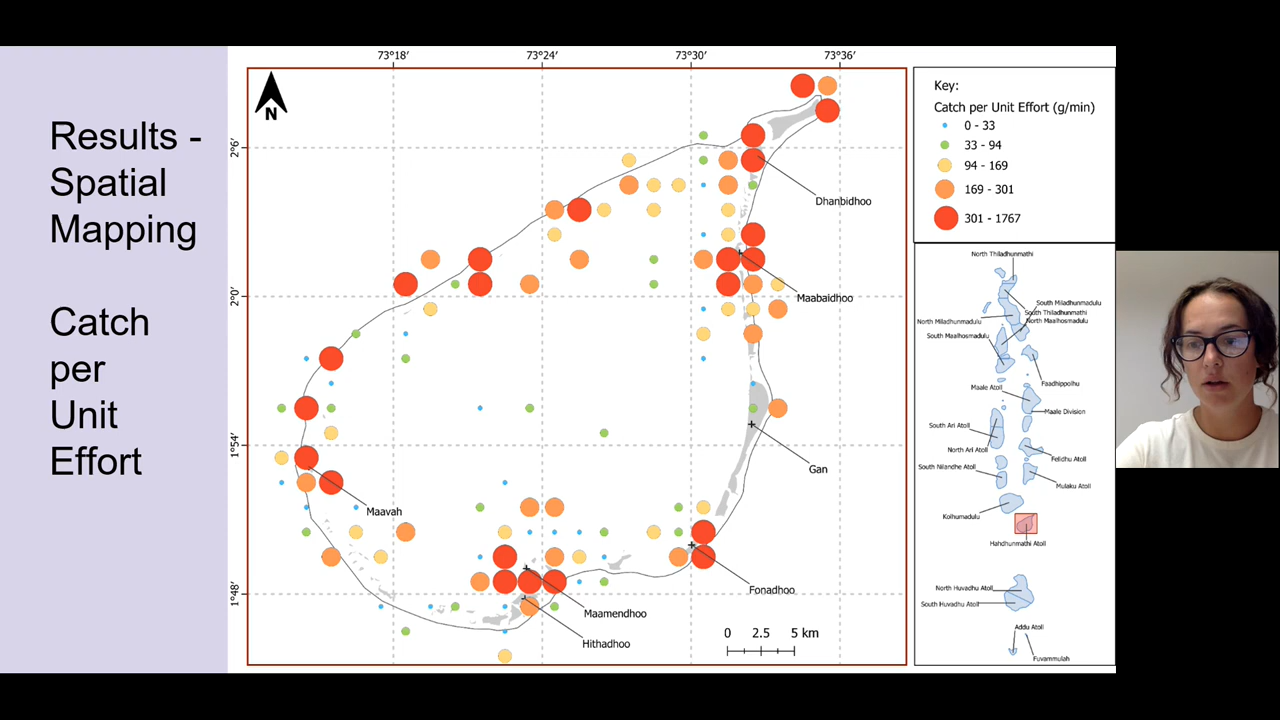 Results -
Spatial
Mapping
Catch
per
Unit
Effort
73°18′ 73°24′ 73°30′ 73°36′
N
2°6′
2°0′
1°54′
1°48′
Dhanbidhoo
Maabaidhoo
Gan
Maavah
Fonadhoo
Maamendhoo
Hithadhoo
0 2.5 5 km
Key:
Catch per Unit Effort (g/min)
0 - 33
33 - 94
94 - 169
169 - 301
301 - 1767
North Thiladhunmathi
South Miladhunmadulu
South Thiladhunmathi
North Miladhunmadulu
North Maalhosmadulu
South Maalhosmadulu
Faadhippolhu
Maale Atoll
Maale Division
South Ari Atoll
North Ari Atoll
Felidhu Atoll
South Nilandhe Atoll
Mulaku Atoll
Kolhumadulu
Hahdhunmathi Atoll
North Huvadhu Atoll
South Huvadhu Atoll
Addu Atoll
Fuvammulah